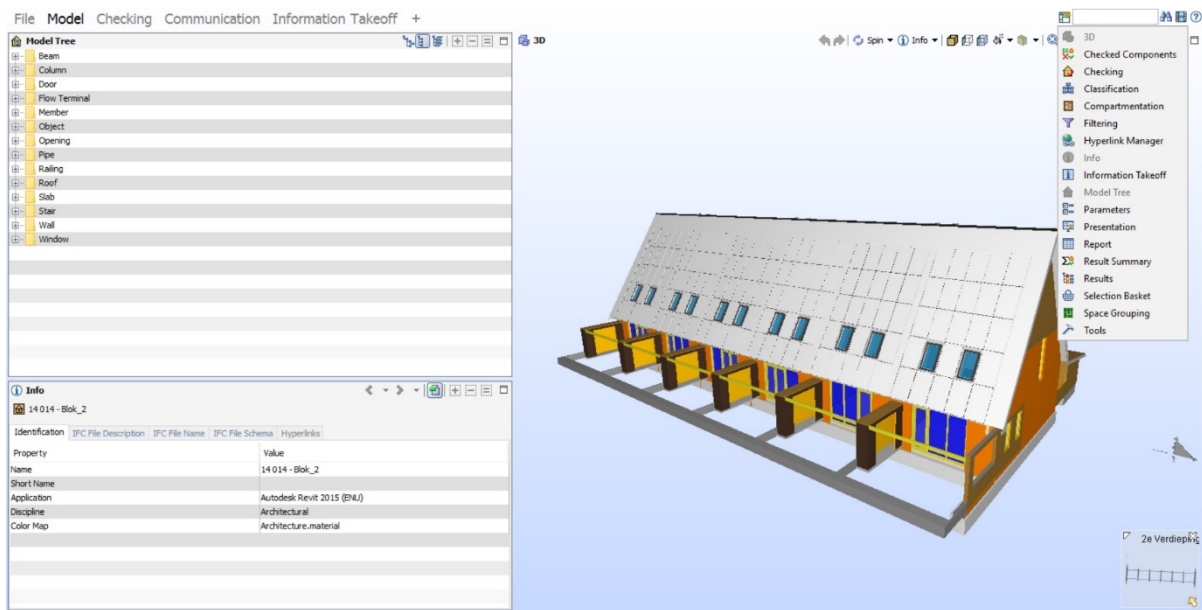 File Model Checking Communication Information Takeoff +
Model Tree
Beam
Column
Door
Flow Terminal
Member
Object
Opening
Pipe
Railing
Roof
Slab
Stair
Wall
Window
Info
14 014 - Blok_2
Identification IFC File Description IFC File Name IFC File Schema Hyperlinks
Property Value
Name 14 014 - Blok_2
Short Name
Application Autodesk Revit 2015 (ENU)
Discipline Architectural
Color Map Architecture.material
3D Spin Info
3D
Checked Components
Checking
Classification
Compartmentation
Filtering
Hyperlink Manager
Info
Information Takeoff
Model Tree
Parameters
Presentation
Report
Result Summary
Results
Selection Basket
Space Grouping
Tools
2e Verdieping